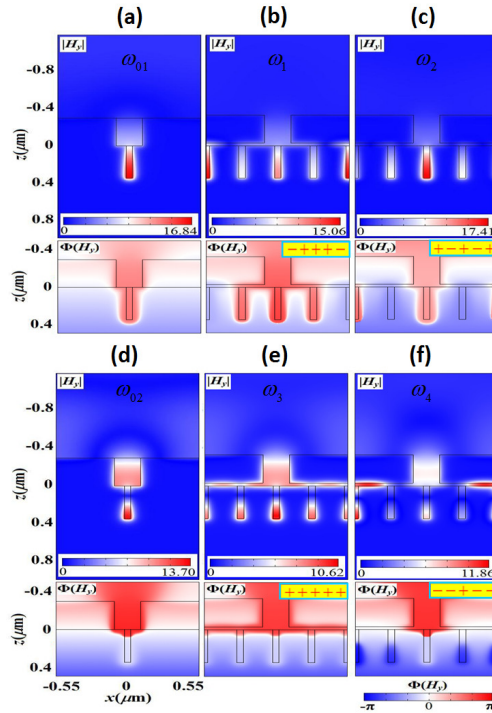 (a) (b) (c)
|Hy| |Hy| |Hy|
ω01 ω1 ω2
-0.8
-0.4
z(μm)
0
0.4
0.8
0 16.84 0 15.06 0 17.41
Φ(Hy) Φ(Hy) − + + + − Φ(Hy) + − + − +
-0.4
z(μm)
0
0.4
(d) (e) (f)
|Hy| |Hy| |Hy|
ω02 ω3 ω4
-0.8
-0.4
z(μm)
0
0.4
0.8
0 13.70 0 10.62 0 11.86
Φ(Hy) Φ(Hy) + + + + + Φ(Hy) − − + − −
-0.4
z(μm)
0
0.4
-0.55 0 0.55
x(μm)
Φ(Hy)
-π 0 π